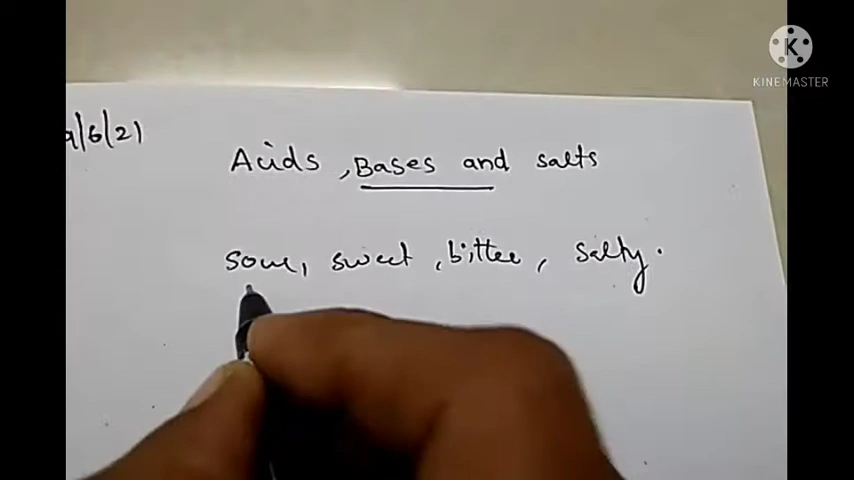 9/6/21
Acids, Bases and salts
sour, sweet, bitter, salty.
K
KINEMASTER